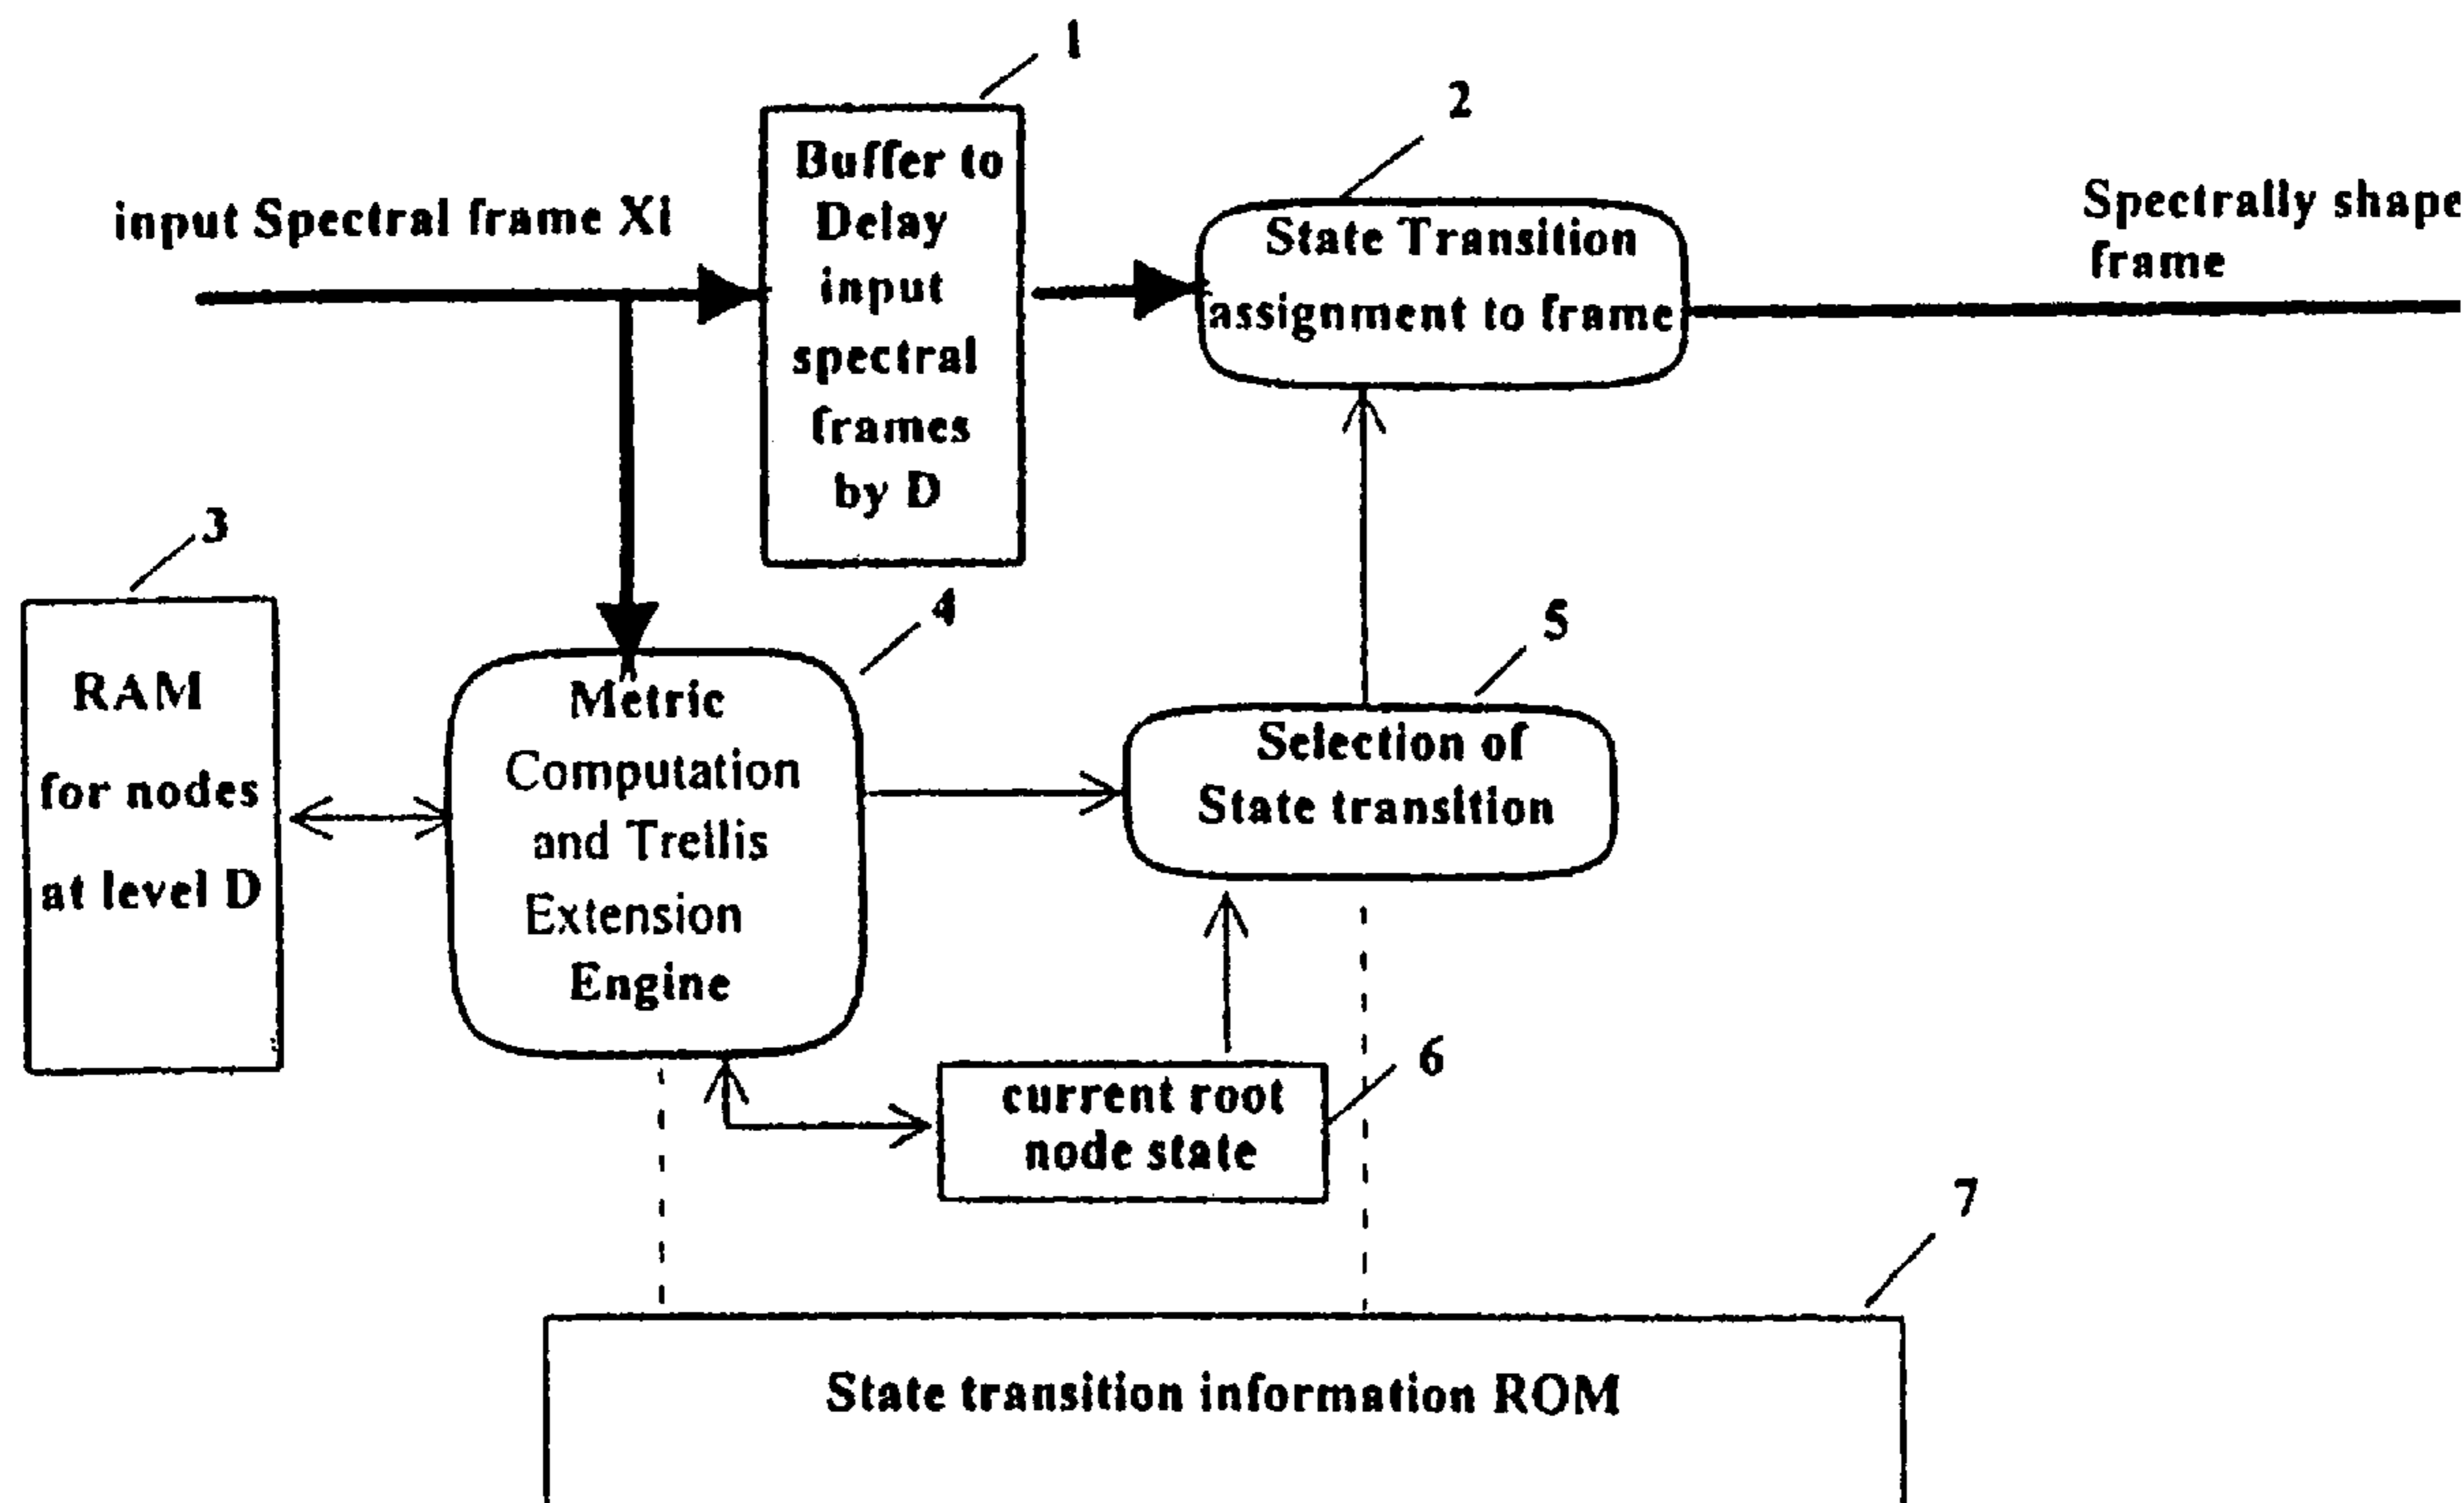 1
2
Buffer to
Delay
input
spectral
frames
by D
input Spectral frame Xi
State Transition
assignment to frame
Spectrally shape
frame
3
4
5
RAM
for nodes
at level D
Metric
Computation
and Trellis
Extension
Engine
Selection of
State transition
6
current root
node state
7
State transition information ROM